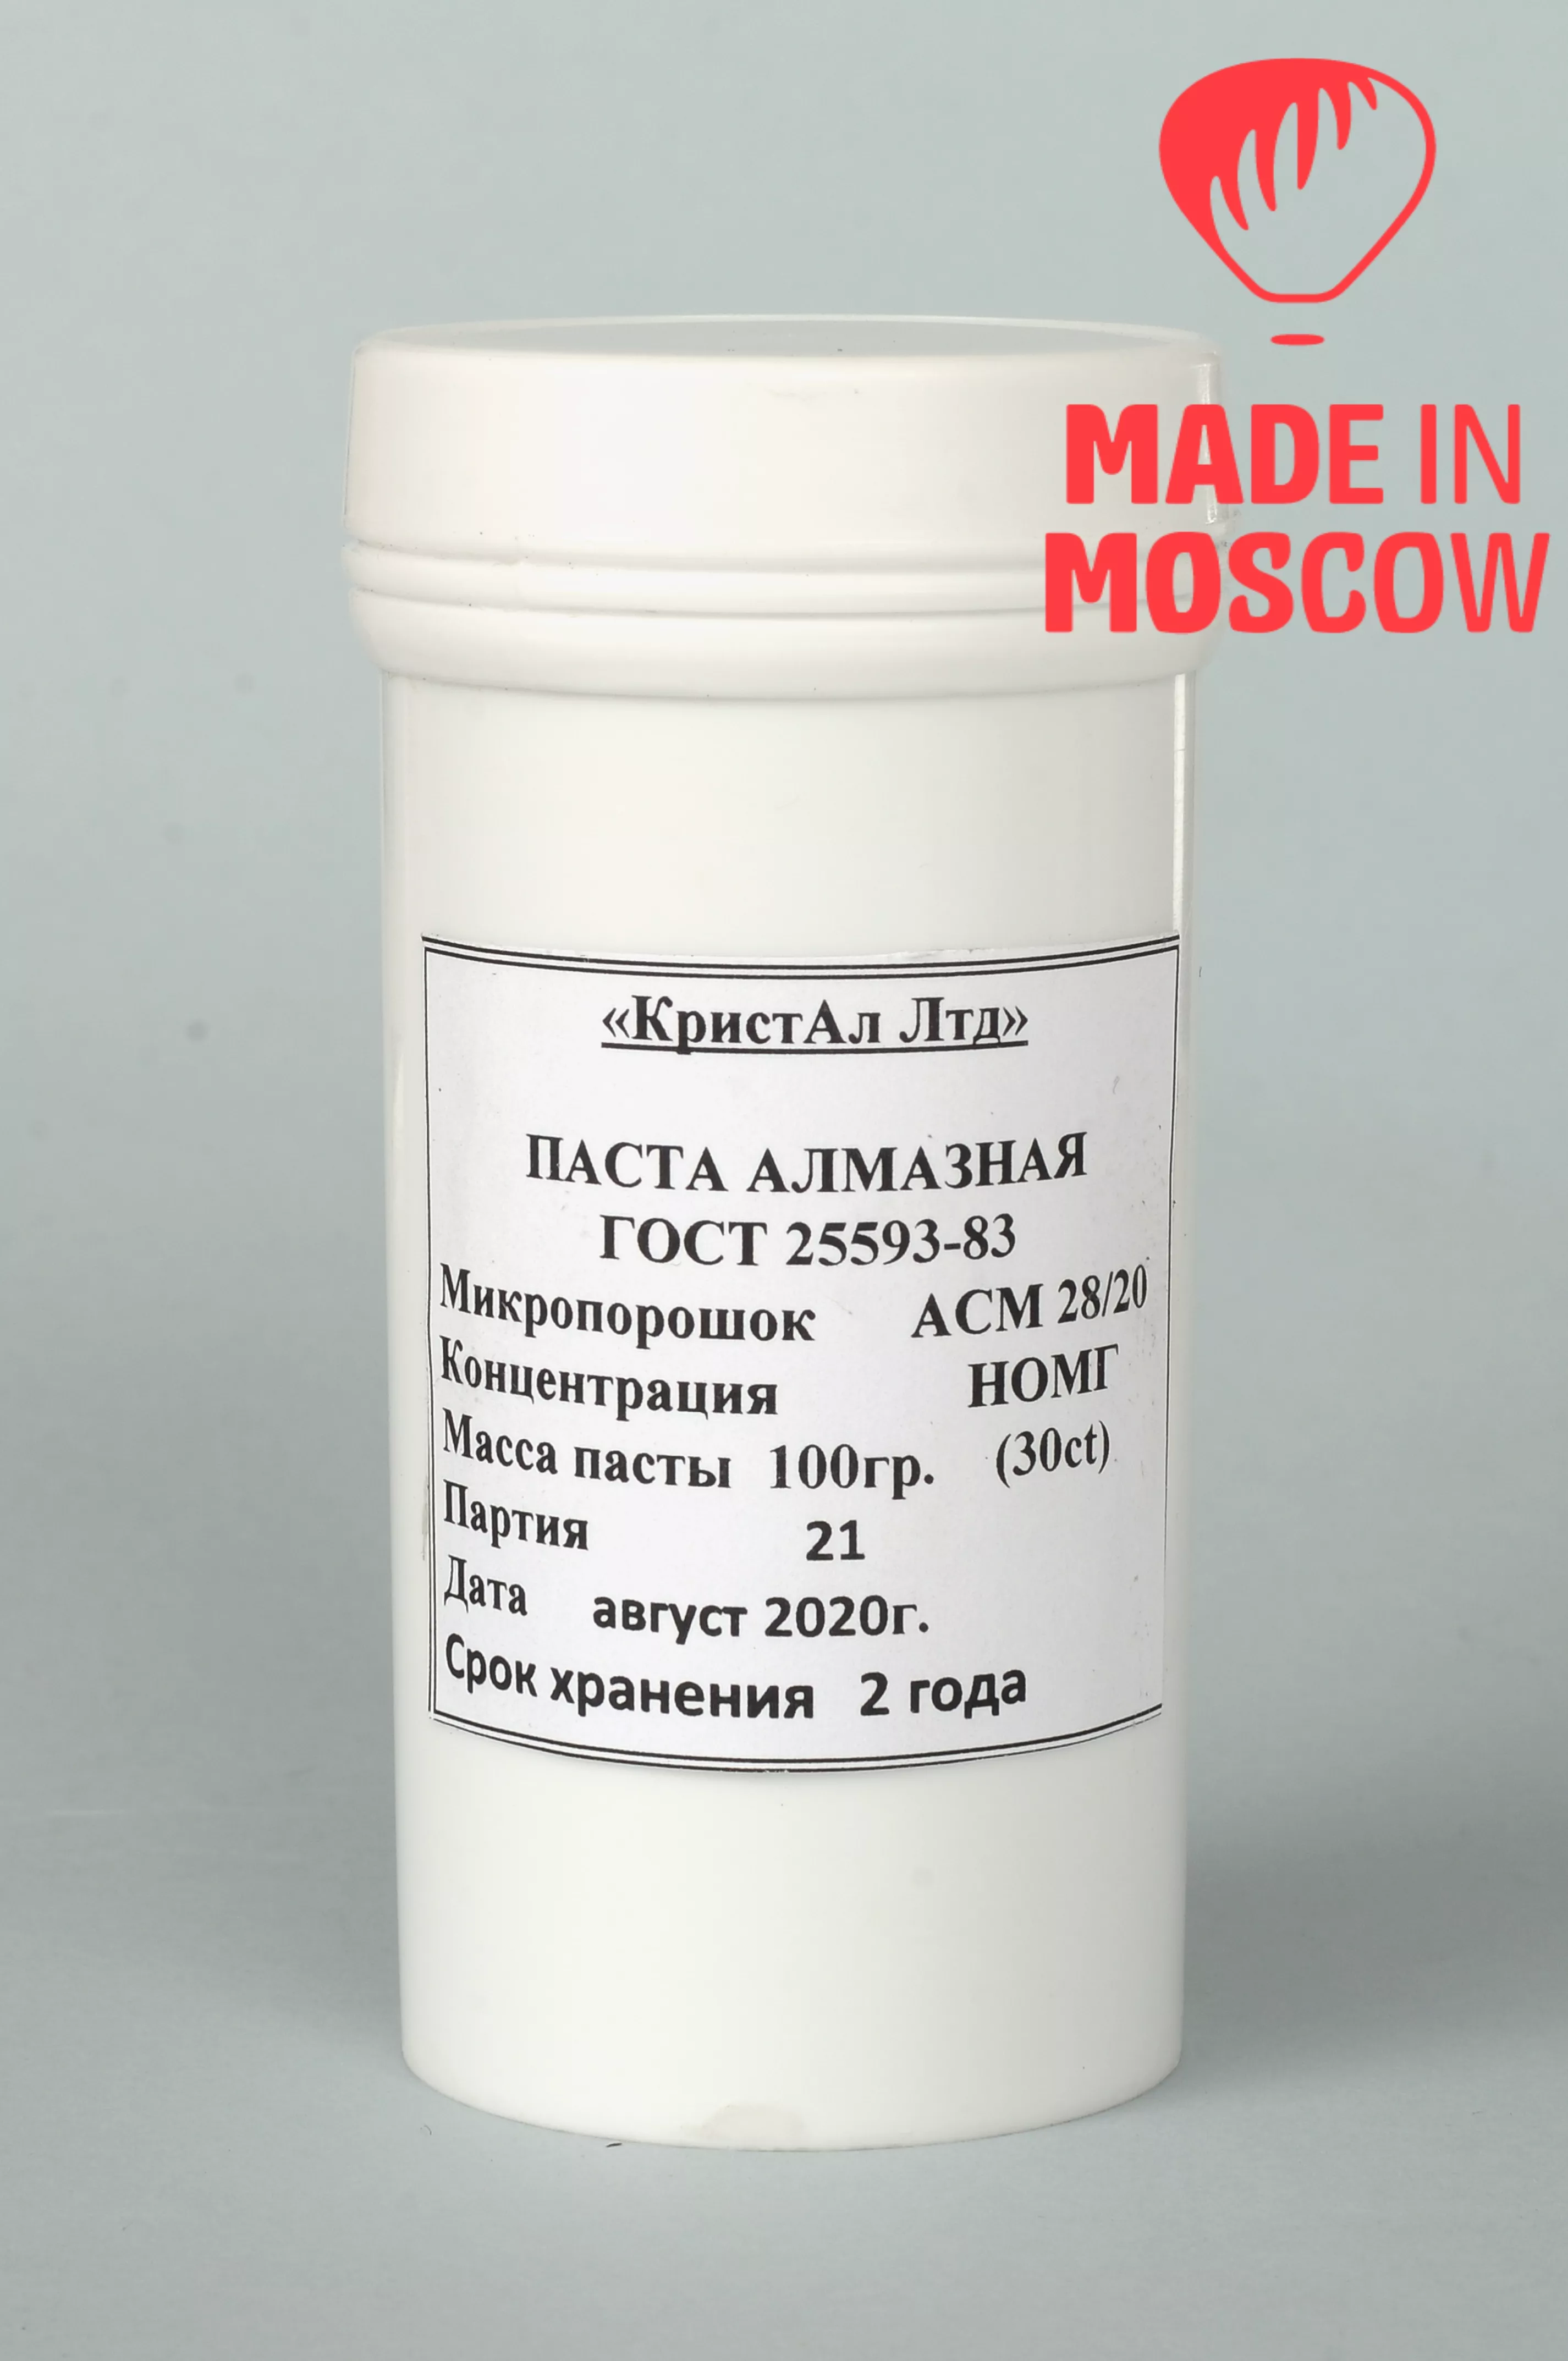 MADE IN
MOSCOW
«КристАл Лтд»
ПАСТА АЛМАЗНАЯ
ГОСТ 25593-83
Микропорошок АСМ 28/20
Концентрация НОМГ
Масса пасты 100гр. (30ct)
Партия 21
Дата август 2020г.
Срок хранения 2 года